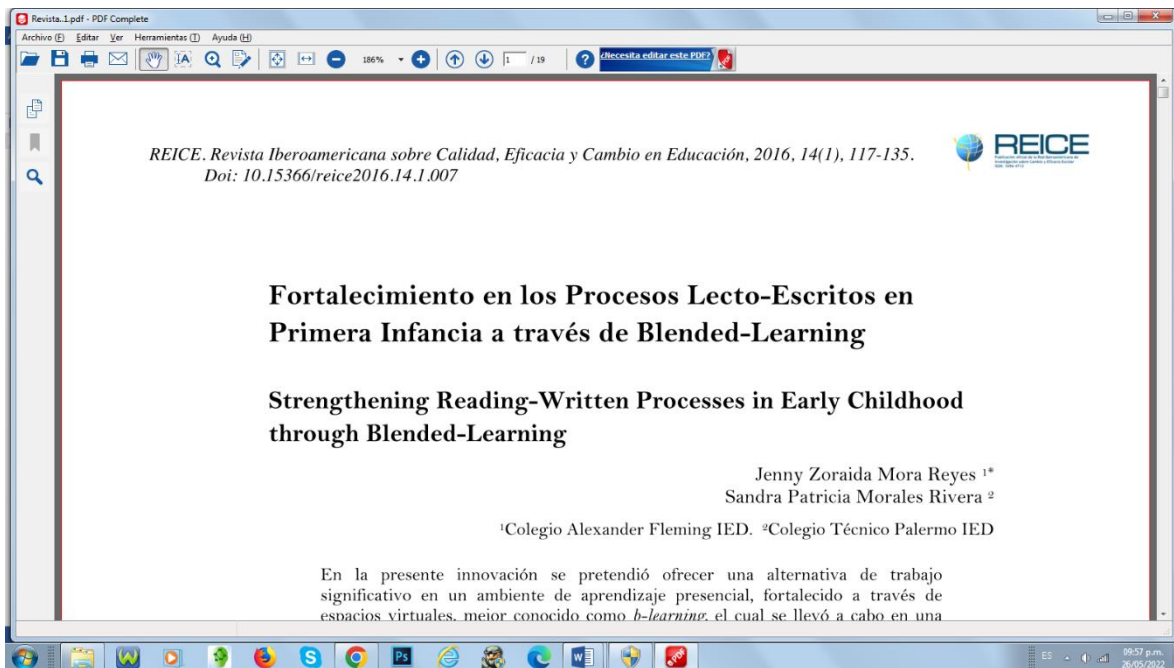 Revista..1.pdf - PDF Complete
Archivo (F) Editar Ver Herramientas (T) Ayuda (H)
186% 1 / 19 ¿Necesita editar este PDF?
REICE. Revista Iberoamericana sobre Calidad, Eficacia y Cambio en Educación, 2016, 14(1), 117-135.
Doi: 10.15366/reice2016.14.1.007
REICE
Fortalecimiento en los Procesos Lecto-Escritos en
Primera Infancia a través de Blended-Learning
Strengthening Reading-Written Processes in Early Childhood
through Blended-Learning
Jenny Zoraida Mora Reyes ¹*
Sandra Patricia Morales Rivera ²
¹Colegio Alexander Fleming IED. ²Colegio Técnico Palermo IED
En la presente innovación se pretendió ofrecer una alternativa de trabajo
significativo en un ambiente de aprendizaje presencial, fortalecido a través de
espacios virtuales, mejor conocido como b-learning, el cual se llevó a cabo en una
ES 09:57 p.m.